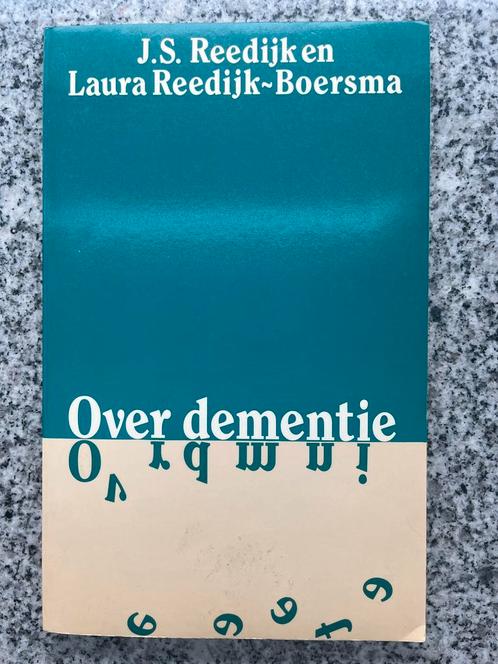 J.S. Reedijk en
Laura Reedijk~Boersma
Over dementie